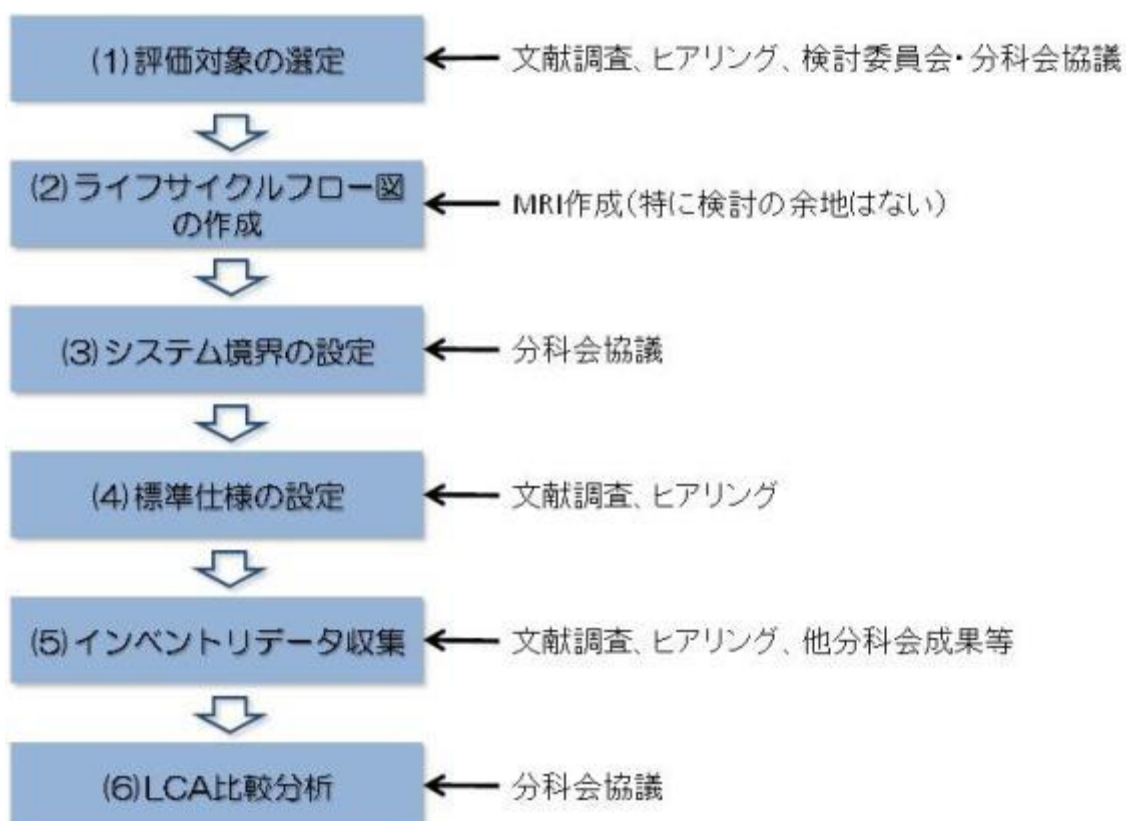 (1)評価対象の選定
文献調査、ヒアリング、検討委員会・分科会協議
(2)ライフサイクルフロー図
の作成
MRI作成(特に検討の余地はない)
(3)システム境界の設定
分科会協議
(4)標準仕様の設定
文献調査、ヒアリング
(5)インベントリデータ収集
文献調査、ヒアリング、他分科会成果等
(6)LCA比較分析
分科会協議